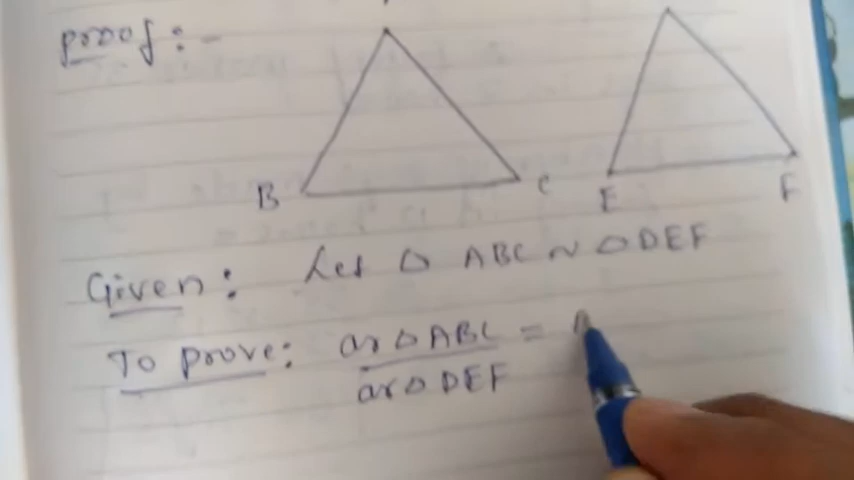 Proof :-
B C E F
Given : Let △ ABC ~ △ DEF
To prove : ar △ ABC =
ar △ DEF